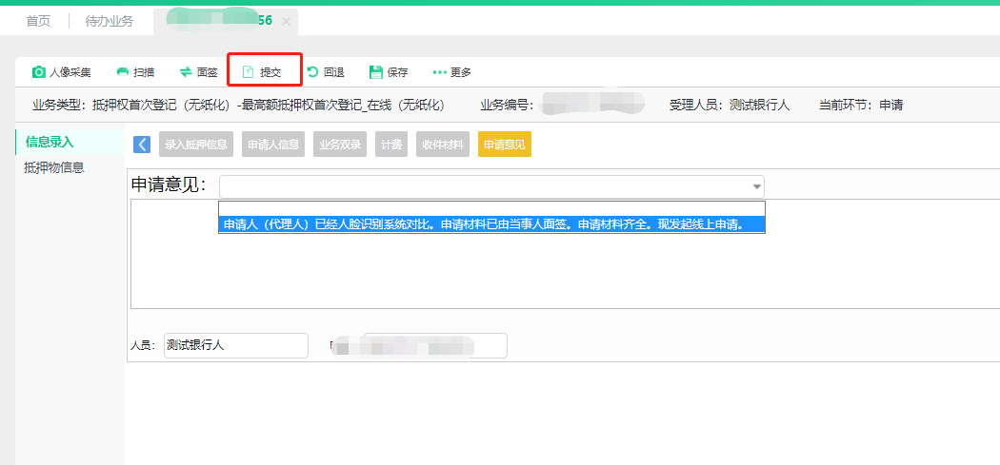 首页 待办业务 56
人像采集 扫描 面签 提交 回退 保存 更多
业务类型：抵押权首次登记（无纸化）-最高额抵押权首次登记_在线（无纸化） 业务编号： 受理人员：测试银行人 当前环节：申请
信息录入
抵押物信息
录入抵押信息 申请人信息 业务双录 计费 收件材料 申请意见
申请意见：
申请人（代理人）已经人脸识别系统对比。申请材料已由当事人面签。申请材料齐全。现发起线上申请。
人员： 测试银行人